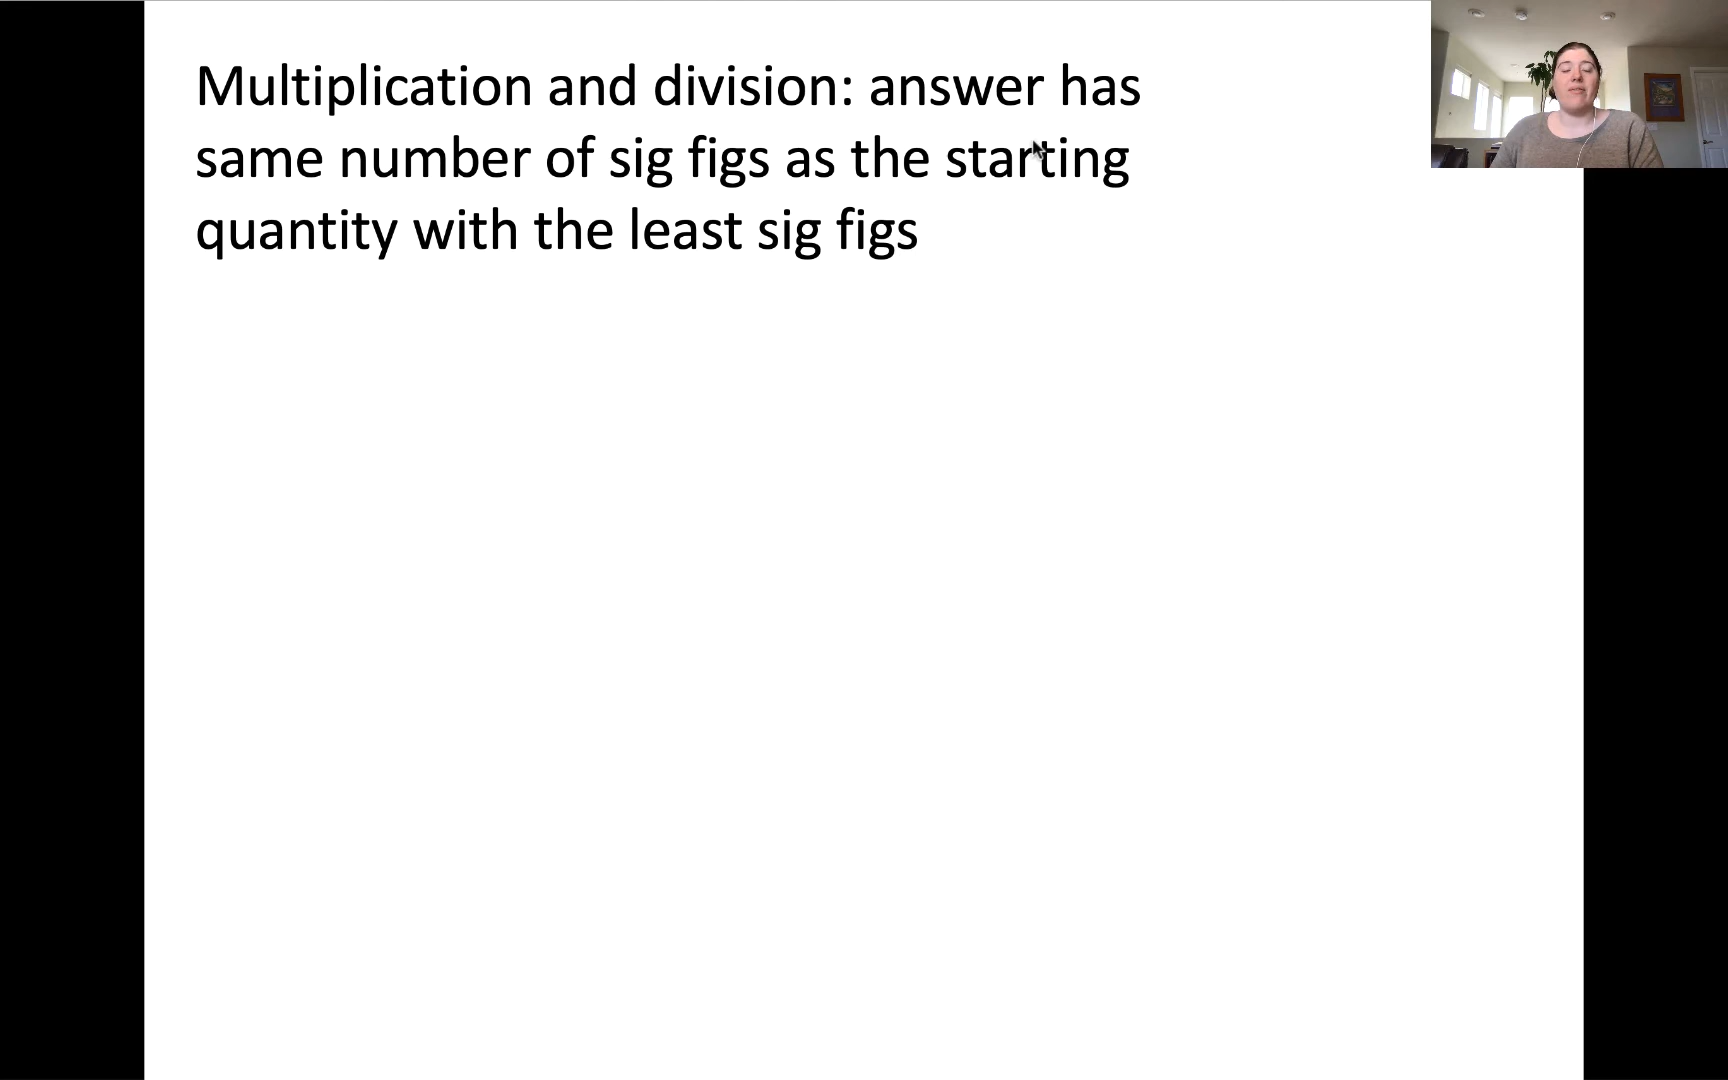 Multiplication and division: answer has
same number of sig figs as the starting
quantity with the least sig figs